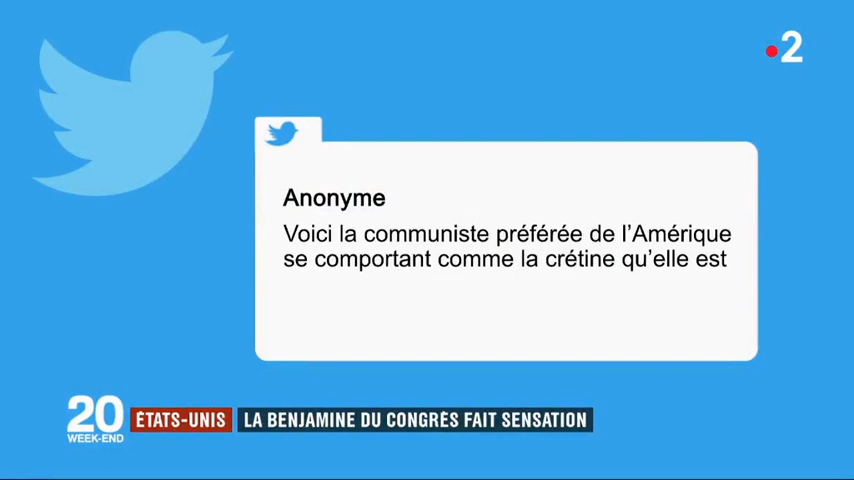 2
Anonyme
Voici la communiste préférée de l'Amérique
se comportant comme la crétine qu'elle est
20
WEEK-END
ÉTATS-UNIS
LA BENJAMINE DU CONGRÈS FAIT SENSATION